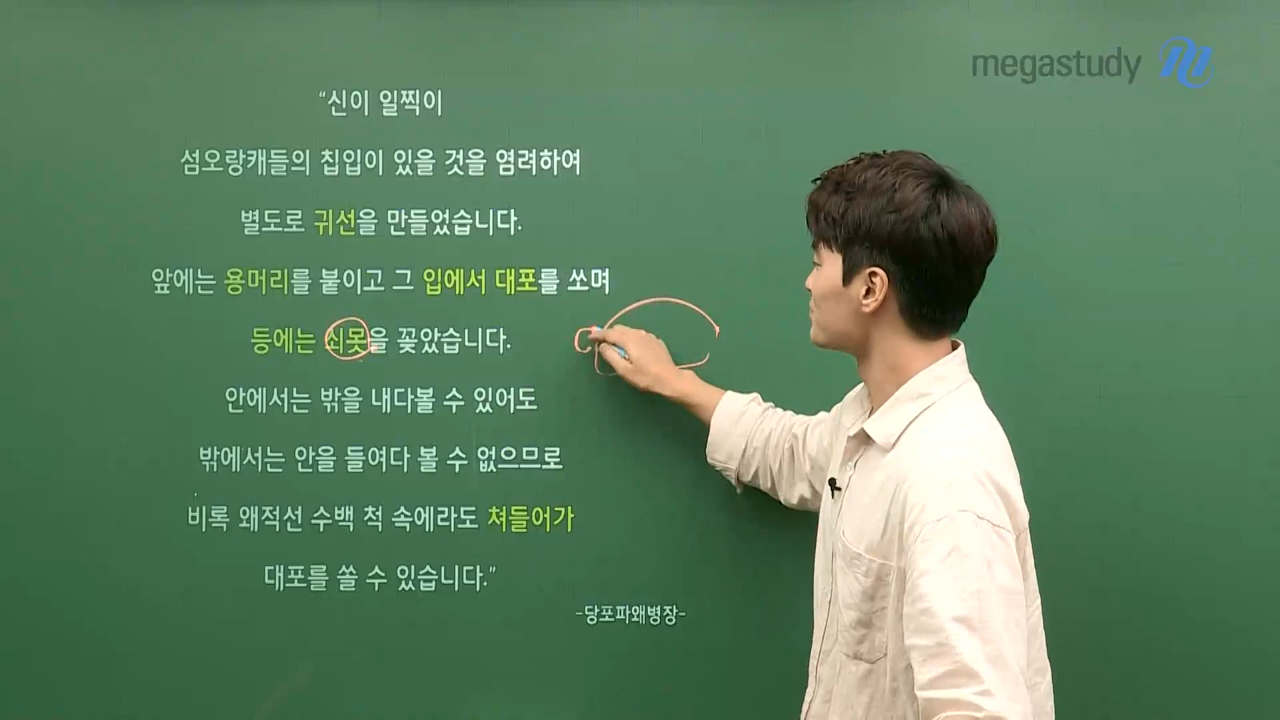 megastudy
“신이 일찍이
섬오랑캐들의 칩입이 있을 것을 염려하여
별도로 귀선을 만들었습니다.
앞에는 용머리를 붙이고 그 입에서 대포를 쏘며
등에는 쇠못을 꽂았습니다.
안에서는 밖을 내다볼 수 있어도
밖에서는 안을 들여다 볼 수 없으므로
비록 왜적선 수백 척 속에라도 쳐들어가
대포를 쏠 수 있습니다.”
-당포파왜병장-